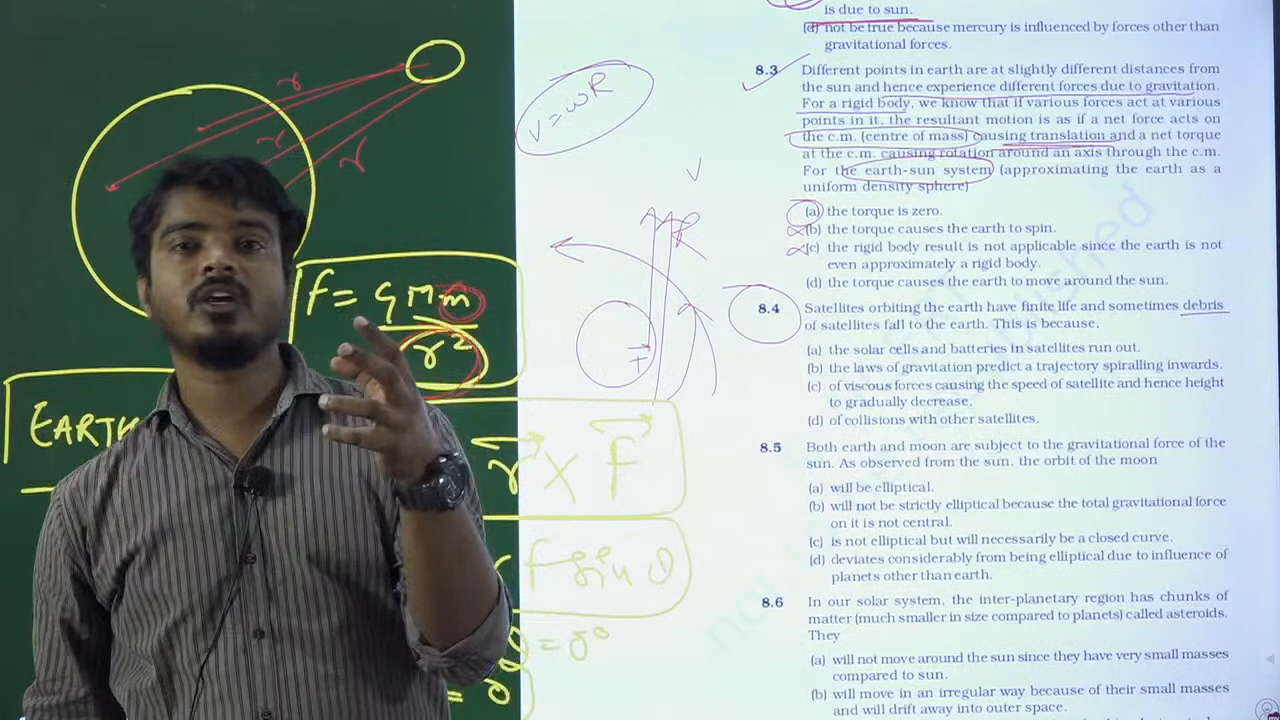 r
r
r
F = GMm
r²
EARTH
r X F
F sin θ
= 0°
V = ωR
V
R
F
is due to sun.
(d) not be true because mercury is influenced by forces other than
gravitational forces.
8.3 Different points in earth are at slightly different distances from
the sun and hence experience different forces due to gravitation.
For a rigid body, we know that if various forces act at various
points in it, the resultant motion is as if a net force acts on
the c.m. (centre of mass) causing translation and a net torque
at the c.m. causing rotation around an axis through the c.m.
For the earth-sun system (approximating the earth as a
uniform density sphere)
(a) the torque is zero.
(b) the torque causes the earth to spin.
(c) the rigid body result is not applicable since the earth is not
even approximately a rigid body.
(d) the torque causes the earth to move around the sun.
8.4 Satellites orbiting the earth have finite life and sometimes debris
of satellites fall to the earth. This is because,
(a) the solar cells and batteries in satellites run out.
(b) the laws of gravitation predict a trajectory spiralling inwards.
(c) of viscous forces causing the speed of satellite and hence height
to gradually decrease.
(d) of collisions with other satellites.
8.5 Both earth and moon are subject to the gravitational force of the
sun. As observed from the sun, the orbit of the moon
(a) will be elliptical.
(b) will not be strictly elliptical because the total gravitational force
on it is not central.
(c) is not elliptical but will necessarily be a closed curve.
(d) deviates considerably from being elliptical due to influence of
planets other than earth.
8.6 In our solar system, the inter-planetary region has chunks of
matter (much smaller in size compared to planets) called asteroids.
They
(a) will not move around the sun since they have very small masses
compared to sun.
(b) will move in an irregular way because of their small masses
and will drift away into outer space.